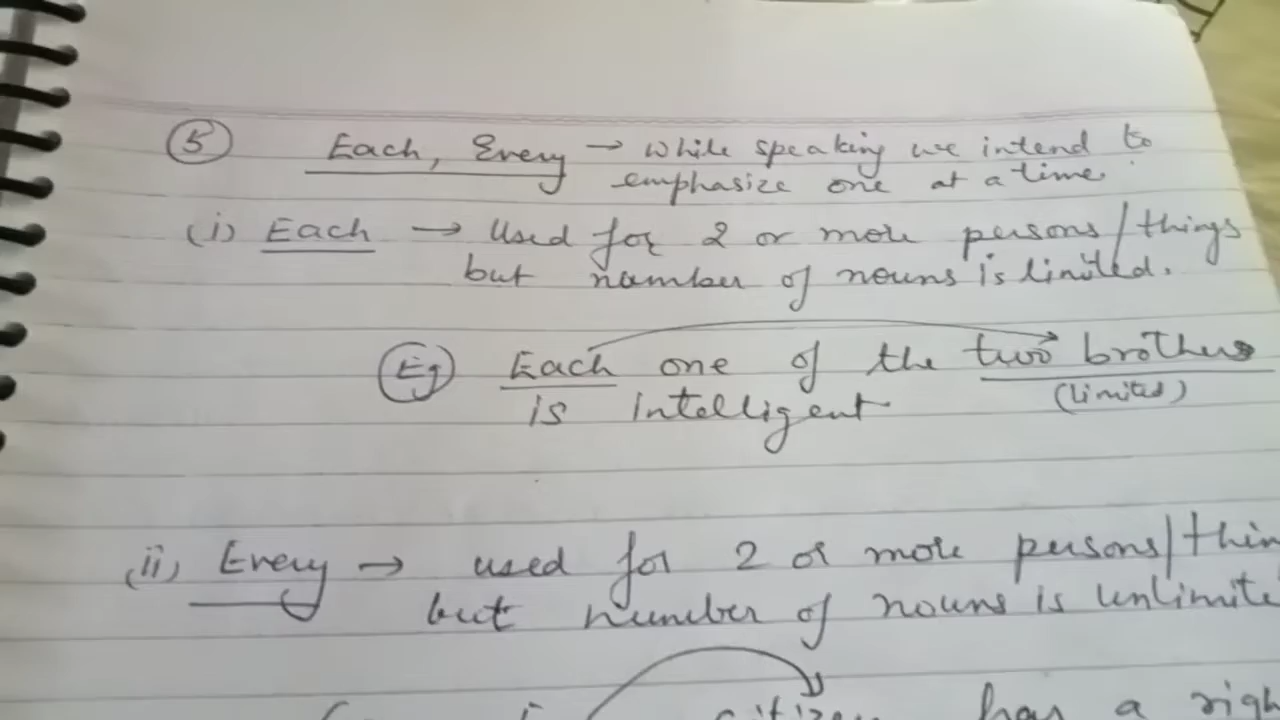 5 Each, Every → While speaking we intend to
emphasize one at a time.
(i) Each → Used for 2 or more persons/things
but number of nouns is limited.
Eg Each one of the two brothers
is intelligent (limited)
(ii) Every → used for 2 or more persons/thin
but number of nouns is unlimite
citizen has a righ